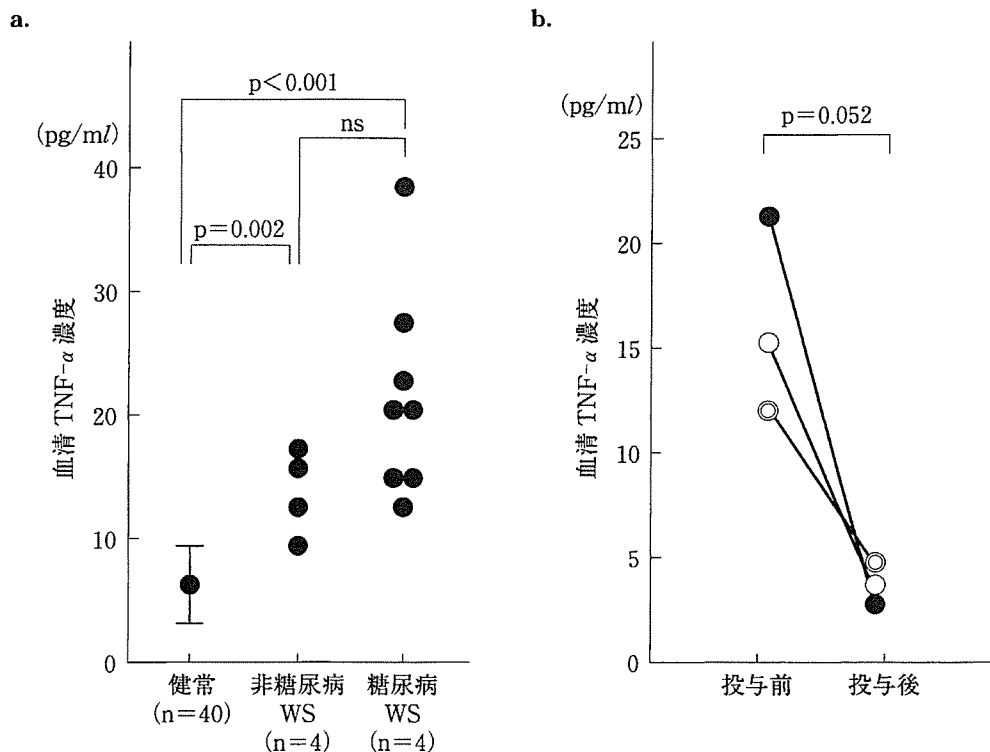 a.
p<0.001
(pg/ml)
ns
40
p=0.002
30
血清 TNF-α 濃度
20
10
0
健常
(n=40)
非糖尿病
WS
(n=4)
糖尿病
WS
(n=4)
b.
(pg/ml)
p=0.052
25
20
血清 TNF-α 濃度
15
10
5
0
投与前
投与後